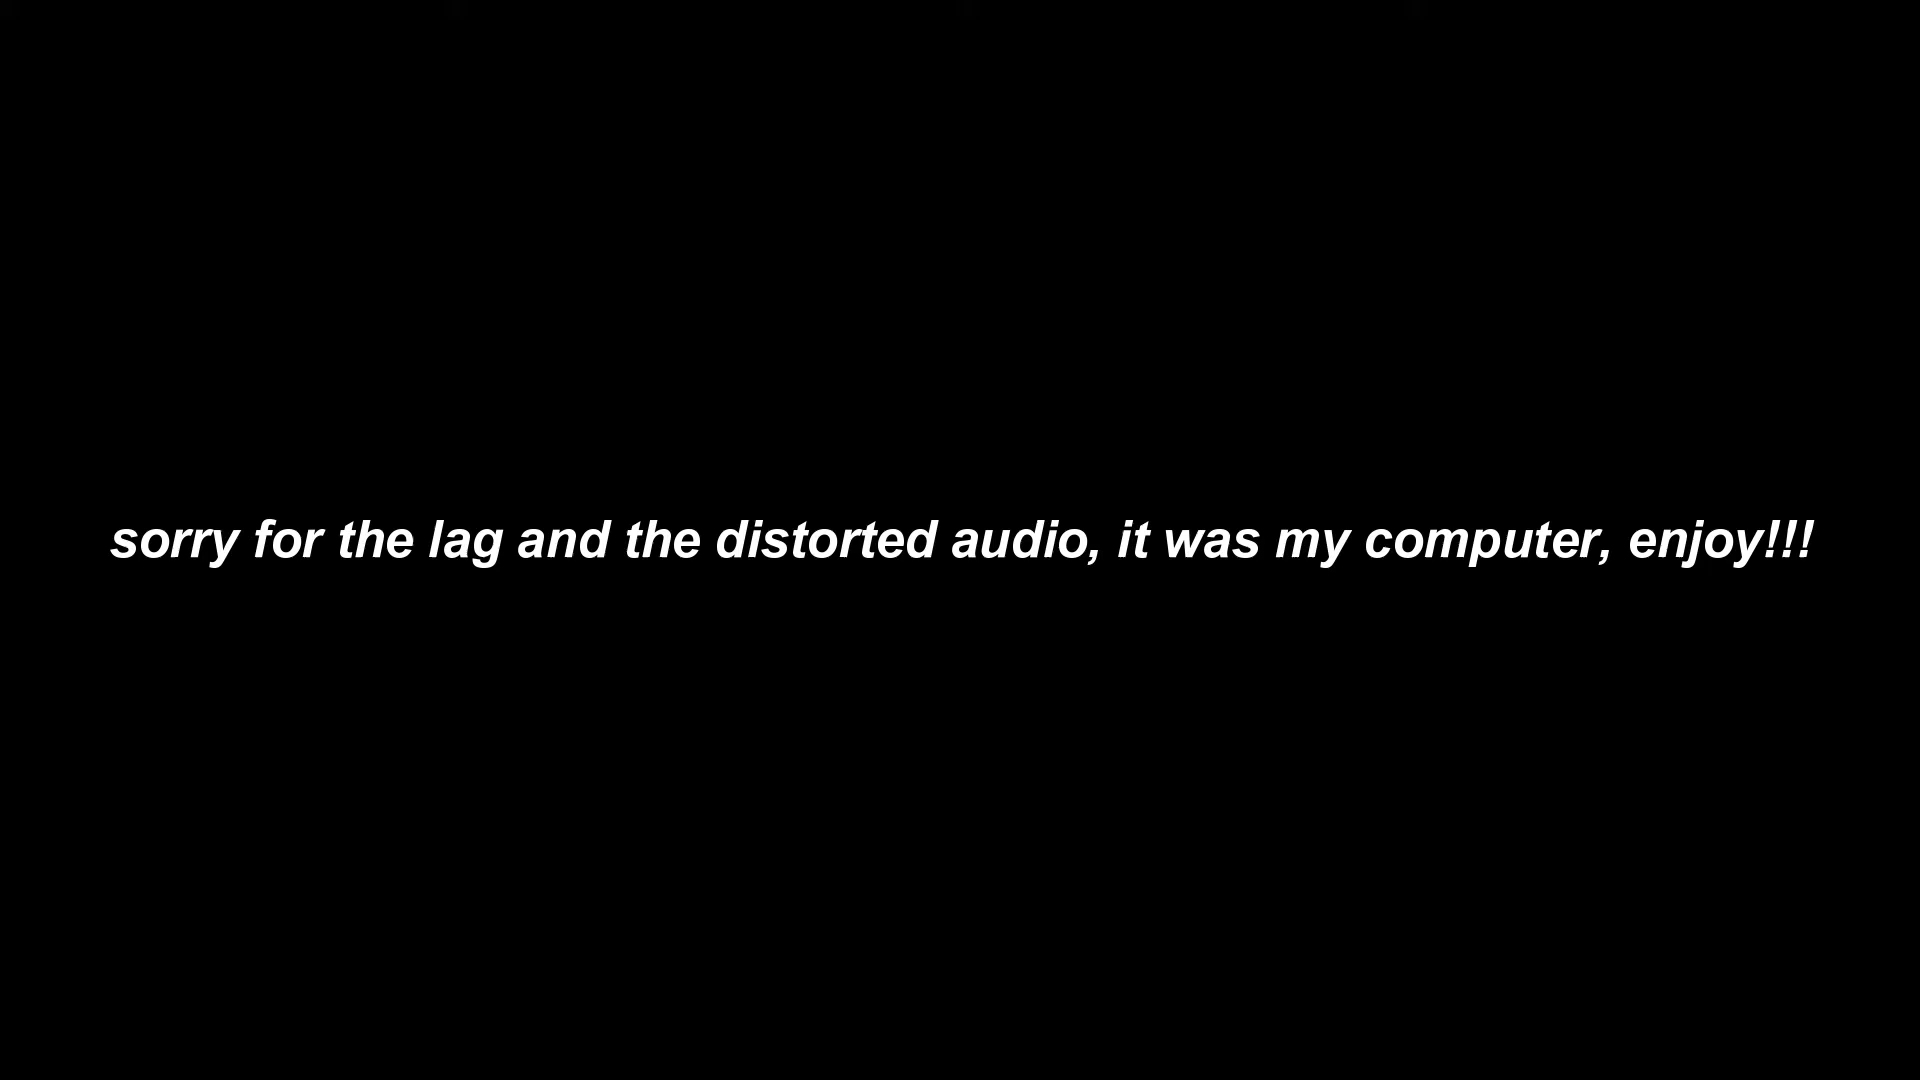 sorry for the lag and the distorted audio, it was my computer, enjoy!!!